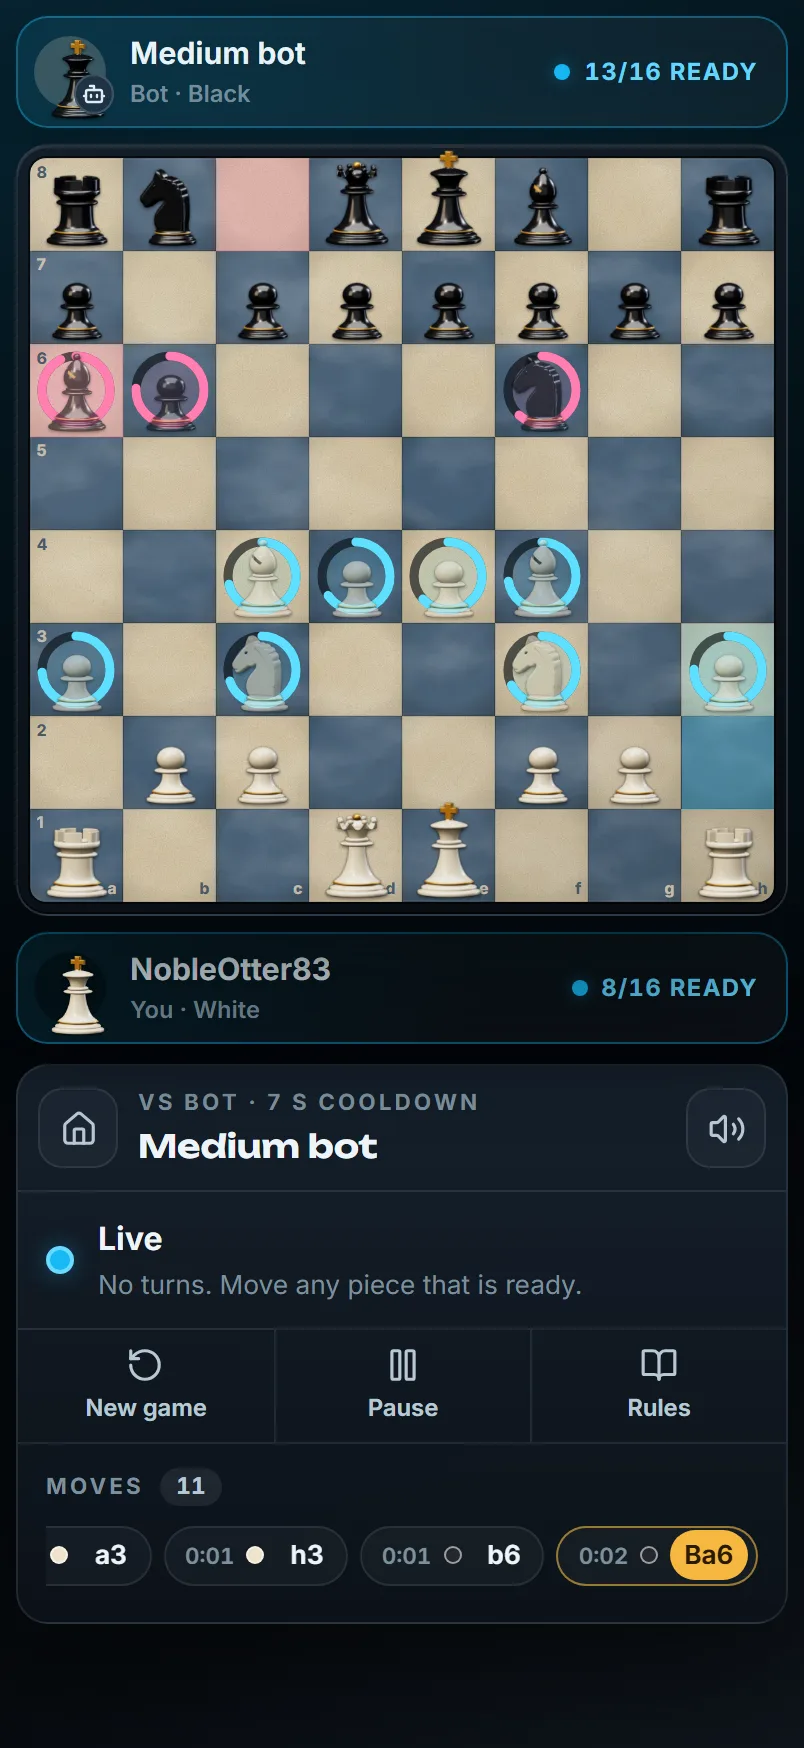 Medium bot
Bot · Black
13/16 READY
8
7
6
5
4
3
2
1
a
b
c
d
e
f
g
h
NobleOtter83
You · White
8/16 READY
VS BOT · 7 S COOLDOWN
Medium bot
Live
No turns. Move any piece that is ready.
New game
Pause
Rules
MOVES 11
a3
0:01 h3
0:01 b6
0:02 Ba6